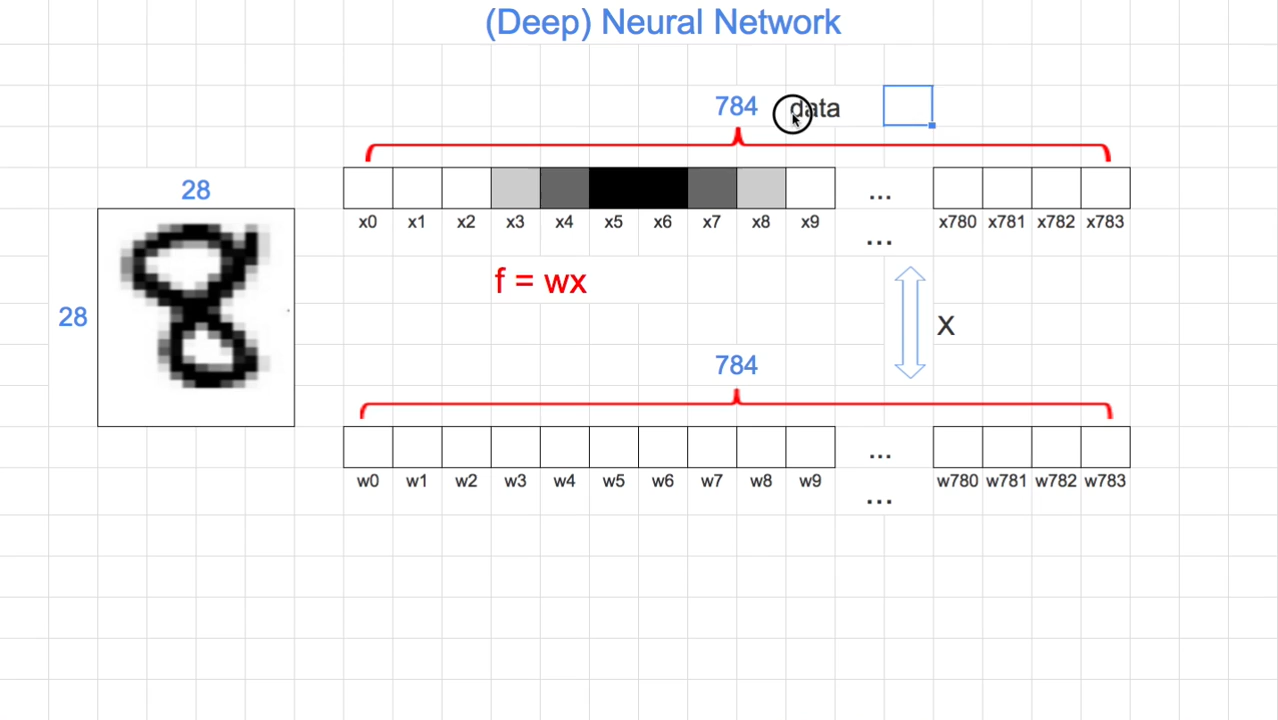 (Deep) Neural Network
784 data
28
x0 x1 x2 x3 x4 x5 x6 x7 x8 x9 ... x780 x781 x782 x783
...
f = wx
28
X
784
...
w0 w1 w2 w3 w4 w5 w6 w7 w8 w9 w780 w781 w782 w783
...